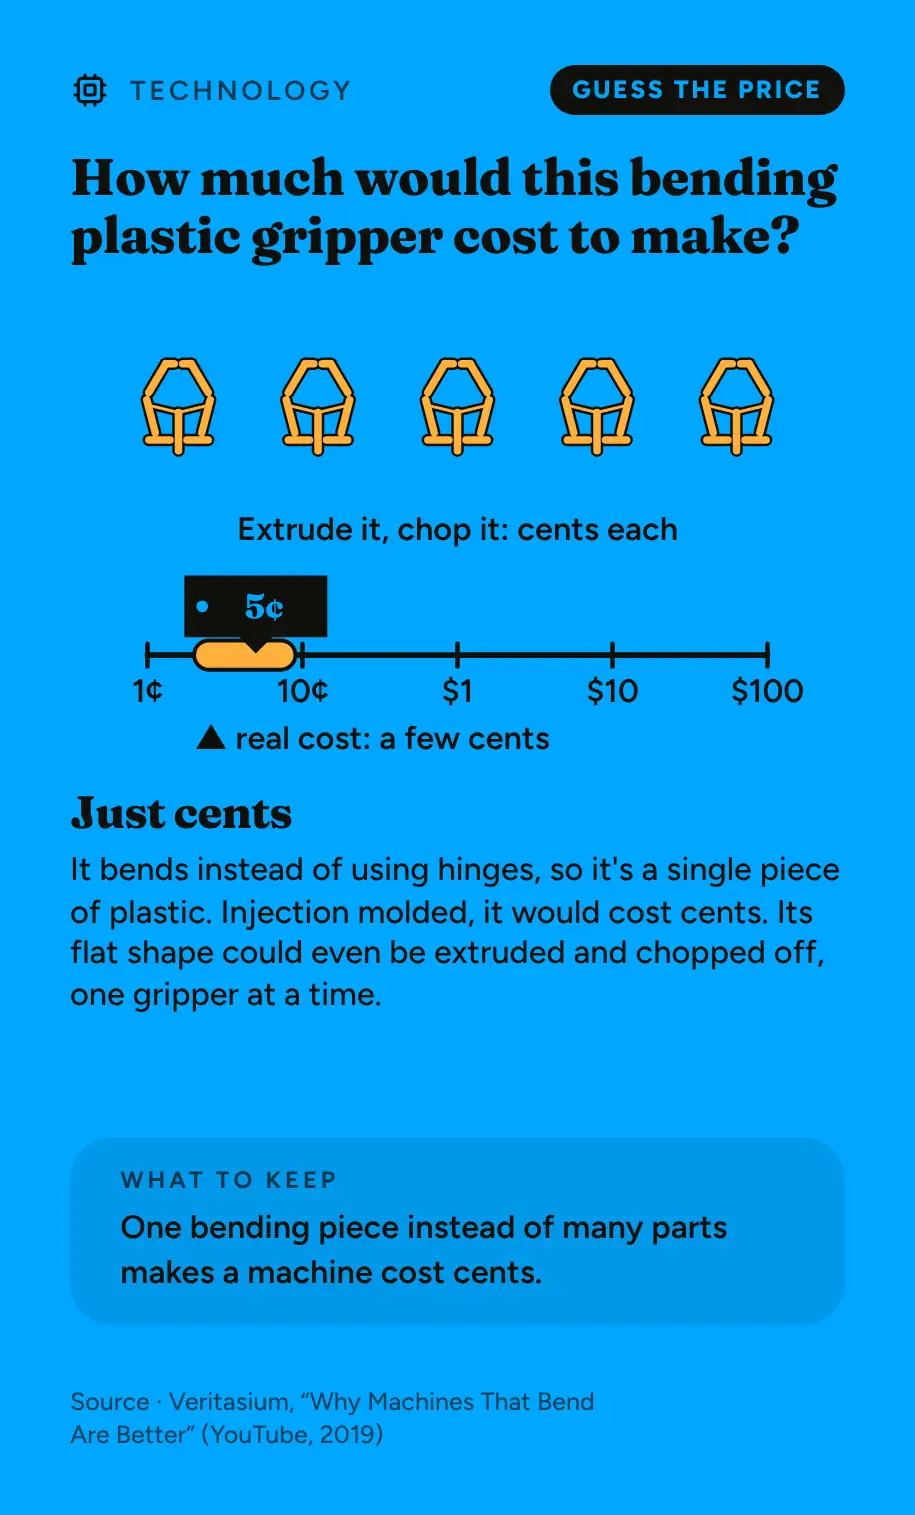 TECHNOLOGY
GUESS THE PRICE
How much would this bending
plastic gripper cost to make?
Extrude it, chop it: cents each
5¢
1¢ 10¢ $1 $10 $100
▲ real cost: a few cents
Just cents
It bends instead of using hinges, so it's a single piece
of plastic. Injection molded, it would cost cents. Its
flat shape could even be extruded and chopped off,
one gripper at a time.
WHAT TO KEEP
One bending piece instead of many parts
makes a machine cost cents.
Source · Veritasium, “Why Machines That Bend
Are Better” (YouTube, 2019)